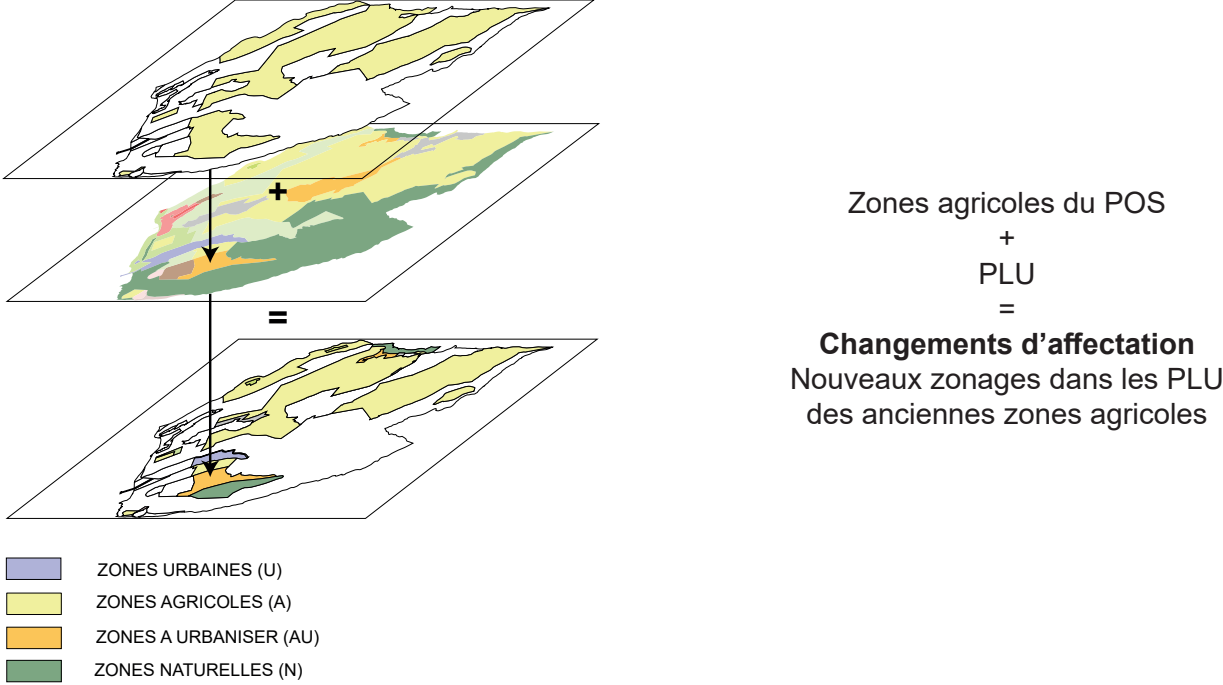 +
=
Zones agricoles du POS
+
PLU
=
Changements d’affectation
Nouveaux zonages dans les PLU
des anciennes zones agricoles
ZONES URBAINES (U)
ZONES AGRICOLES (A)
ZONES A URBANISER (AU)
ZONES NATURELLES (N)